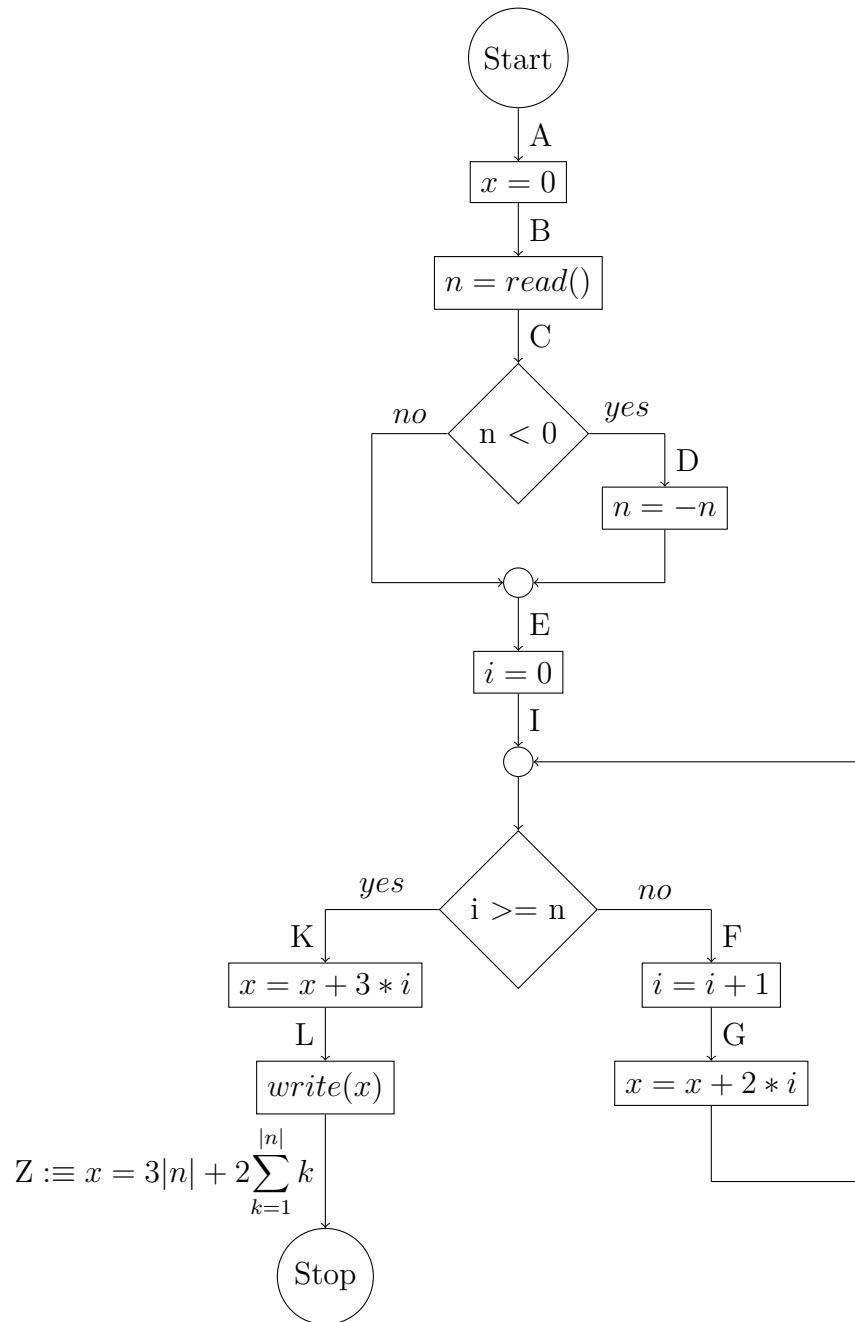 Start
A
x = 0
B
n = read()
C
no
yes
n < 0
D
n = −n
E
i = 0
I
yes
i >= n
no
K
F
x = x + 3 ∗ i
i = i + 1
L
G
write(x)
x = x + 2 ∗ i
Z :≡ x = 3|n| + 2∑_{k=1}^{|n|} k
Stop